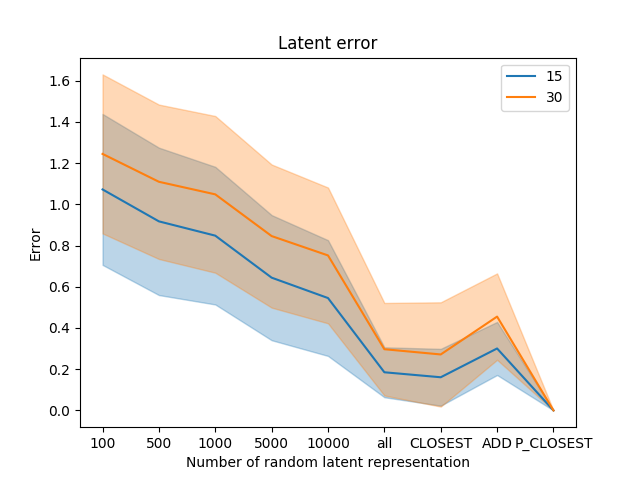 Latent error
15
30
Error
1.6
1.4
1.2
1.0
0.8
0.6
0.4
0.2
0.0
100 500 1000 5000 10000 all CLOSEST ADD P_CLOSEST
Number of random latent representation